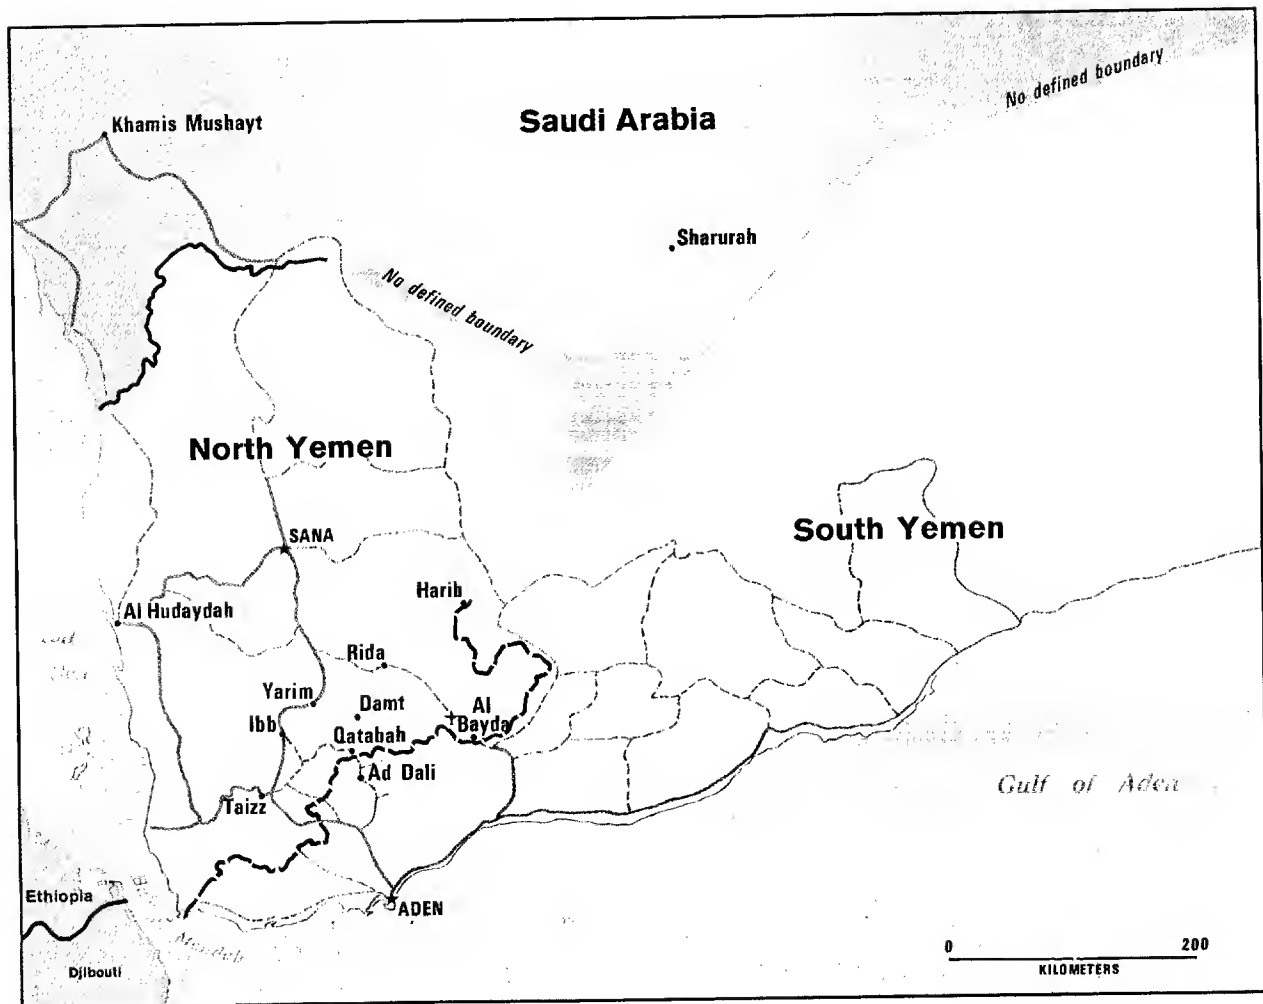 No defined boundary
Saudi Arabia
Khamis Mushayt
Sharurah
No defined boundary
North Yemen
South Yemen
SANA
Harib
Al Hudaydah
Rida
Yarim
Damt
Al
Bayda
Ibb
Qatabah
Ad Dali
Taizz
Gulf of Aden
Ethiopia
ADEN
Djibouti
0 200
KILOMETERS